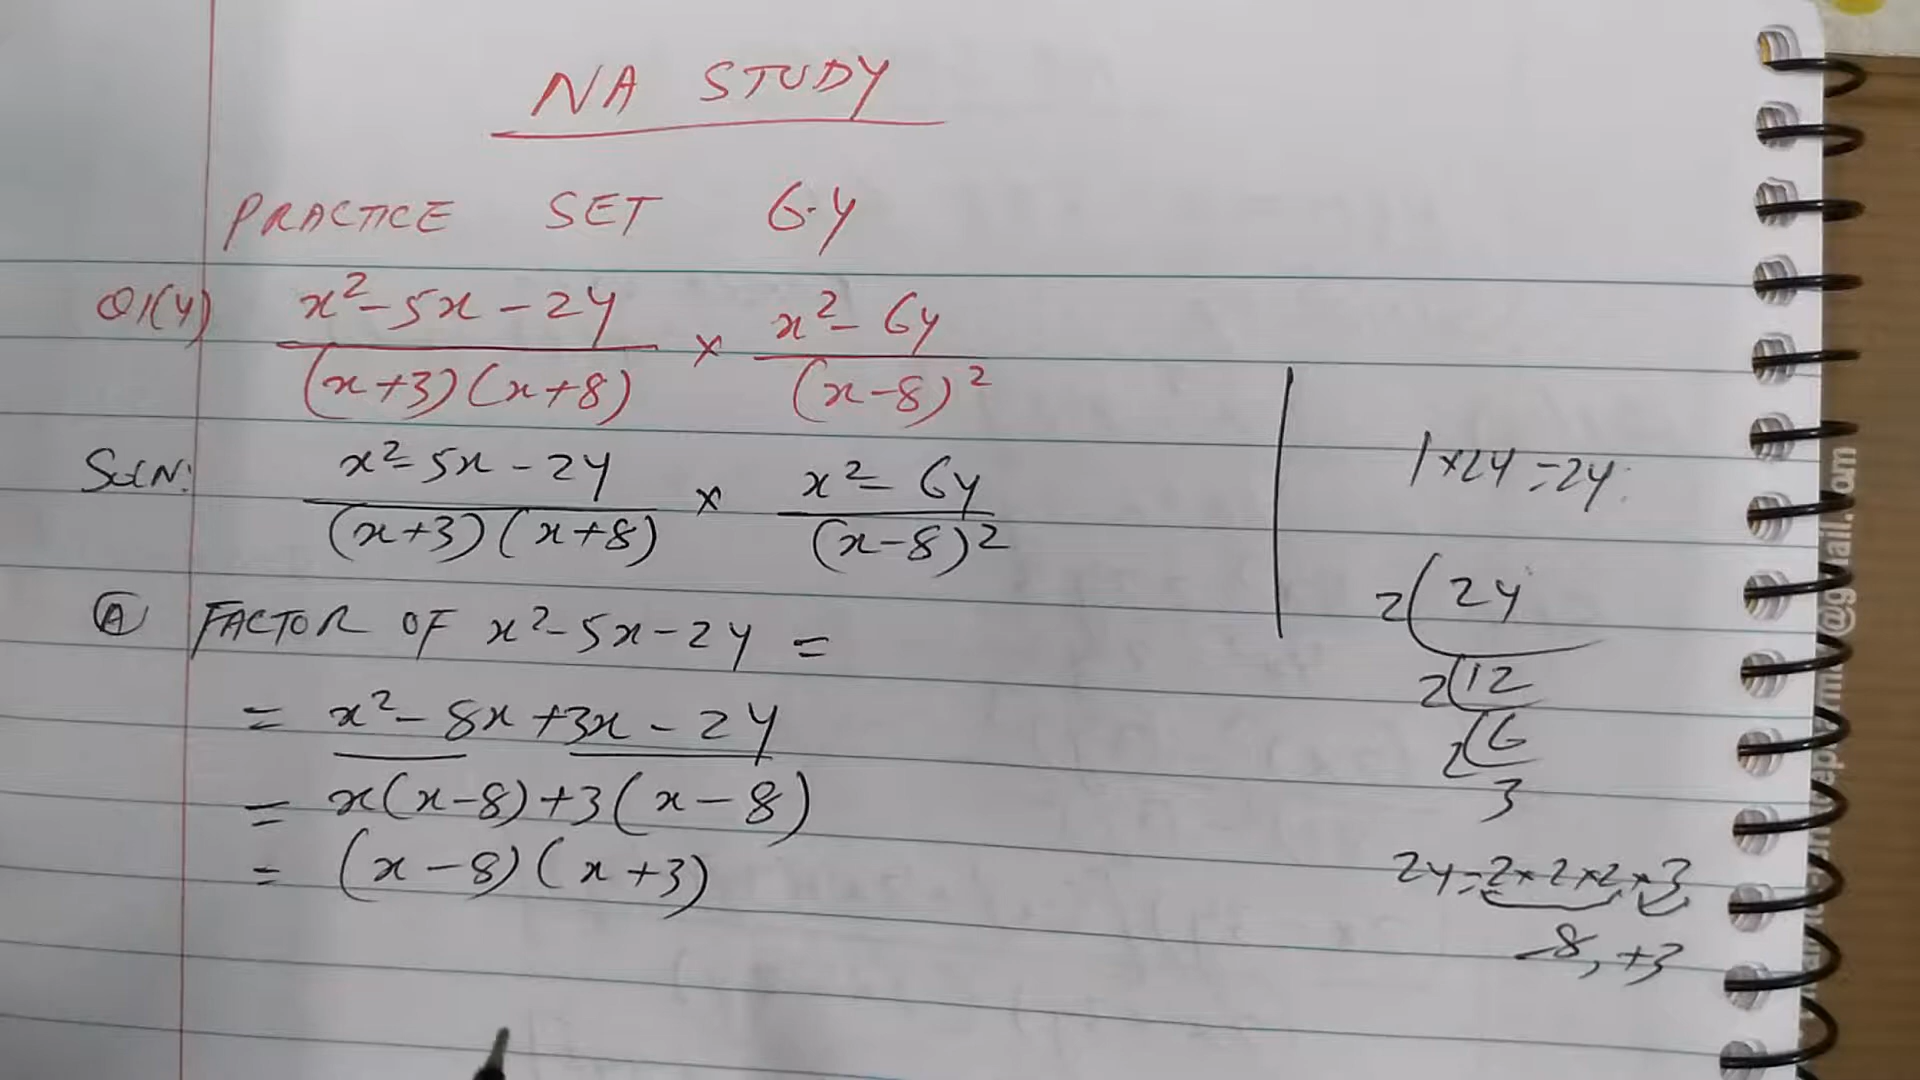 NA STUDY
PRACTICE SET 6.4
Q1(4) x²-5x-24 / (x+3)(x+8) × x²-64 / (x-8)²
SOLN: x²-5x-24 / (x+3)(x+8) × x²-64 / (x-8)²
Ⓐ FACTOR OF x²-5x-24 =
= x²-8x+3x-24
= x(x-8)+3(x-8)
= (x-8)(x+3)
1×24=24
2 24
2 12
2 6
3
24=2×2×2×3
-8, +3
@gmail.com